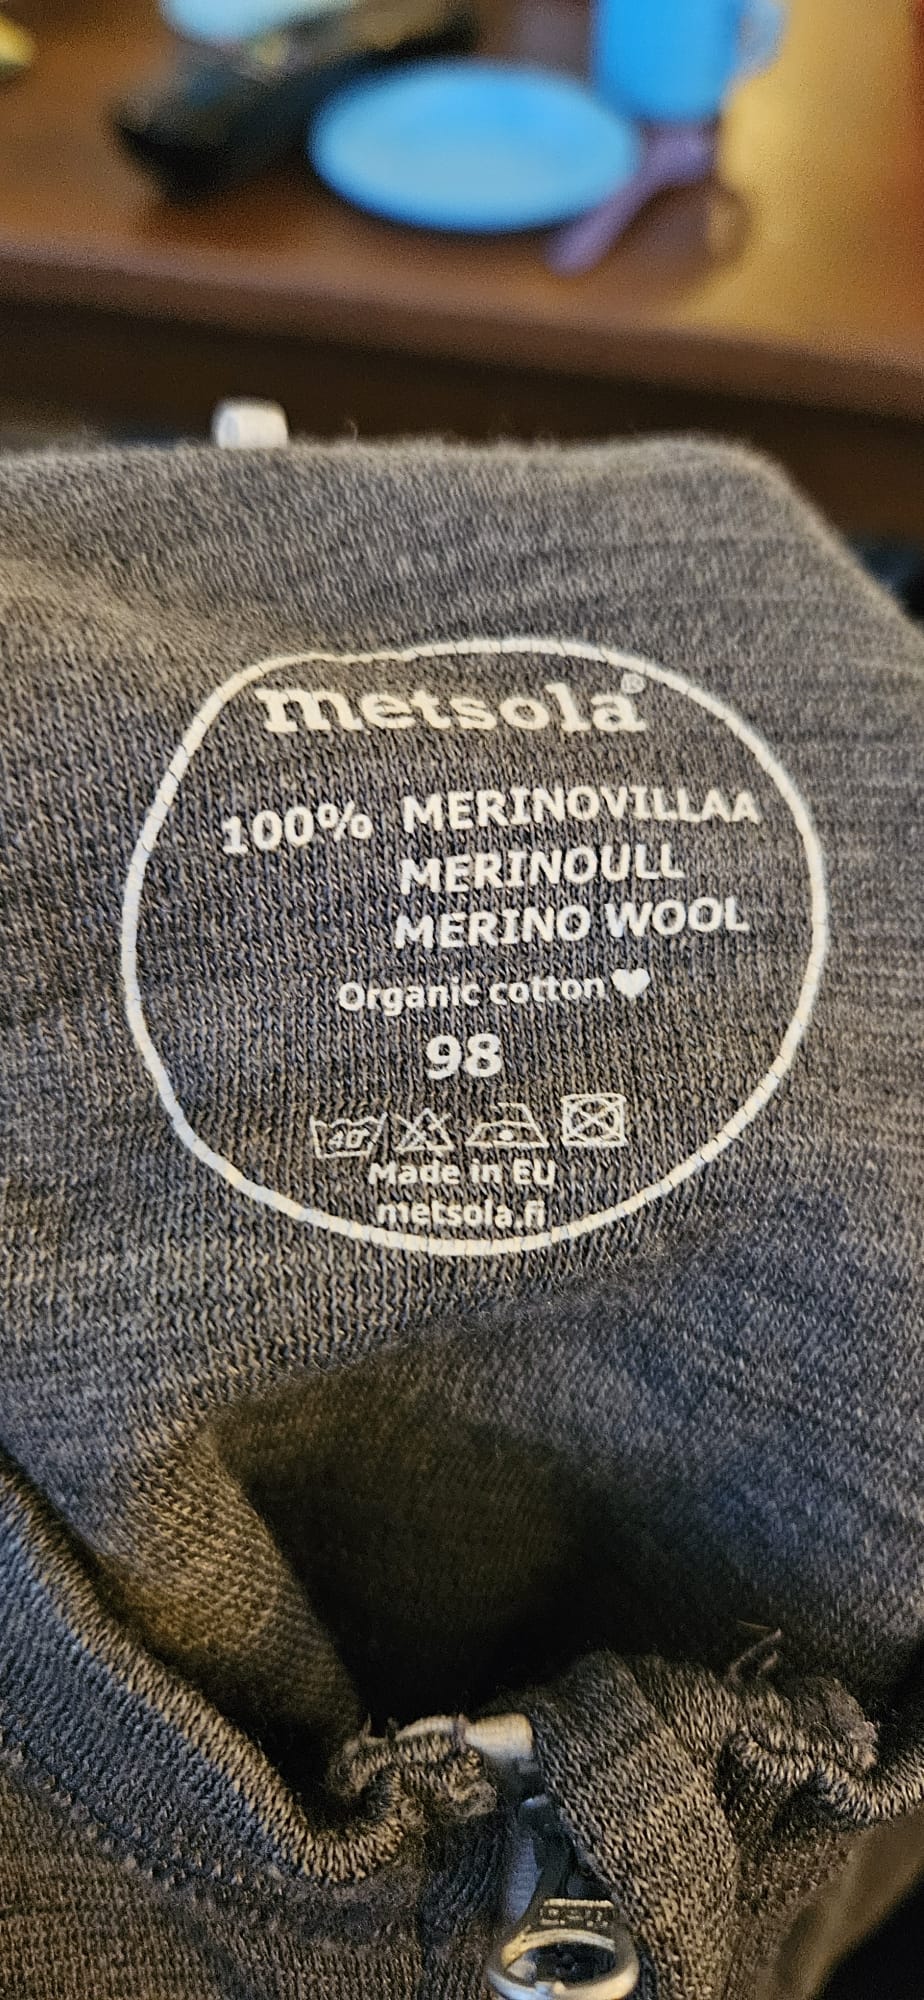 metsola®
100% MERINOVILLAA
MERINOULL
MERINO WOOL
Organic cotton ♥
98
40°
Made in EU
metsola.fi